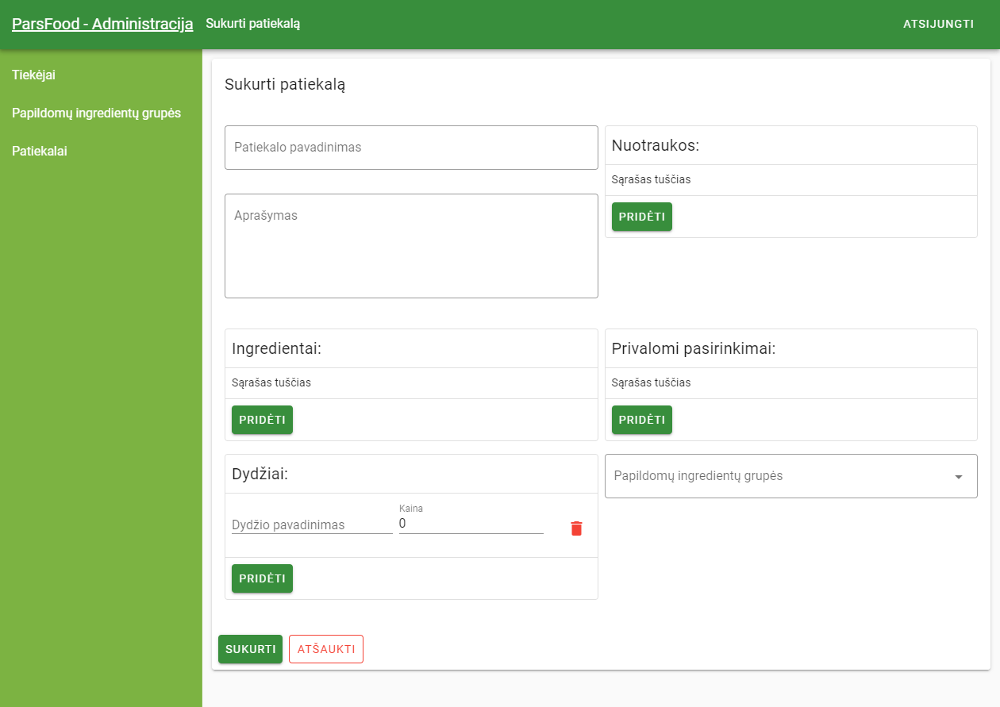 ParsFood - Administracija
Sukurti patiekalą
ATSIJUNGTI
Tiekėjai
Papildomų ingredientų grupės
Patiekalai
Sukurti patiekalą
Patiekalo pavadinimas
Aprašymas
Nuotraukos:
Sąrašas tuščias
PRIDĖTI
Ingredientai:
Sąrašas tuščias
PRIDĖTI
Privalomi pasirinkimai:
Sąrašas tuščias
PRIDĖTI
Dydžiai:
Dydžio pavadinimas
Kaina
0
PRIDĖTI
Papildomų ingredientų grupės
SUKURTI
ATŠAUKTI